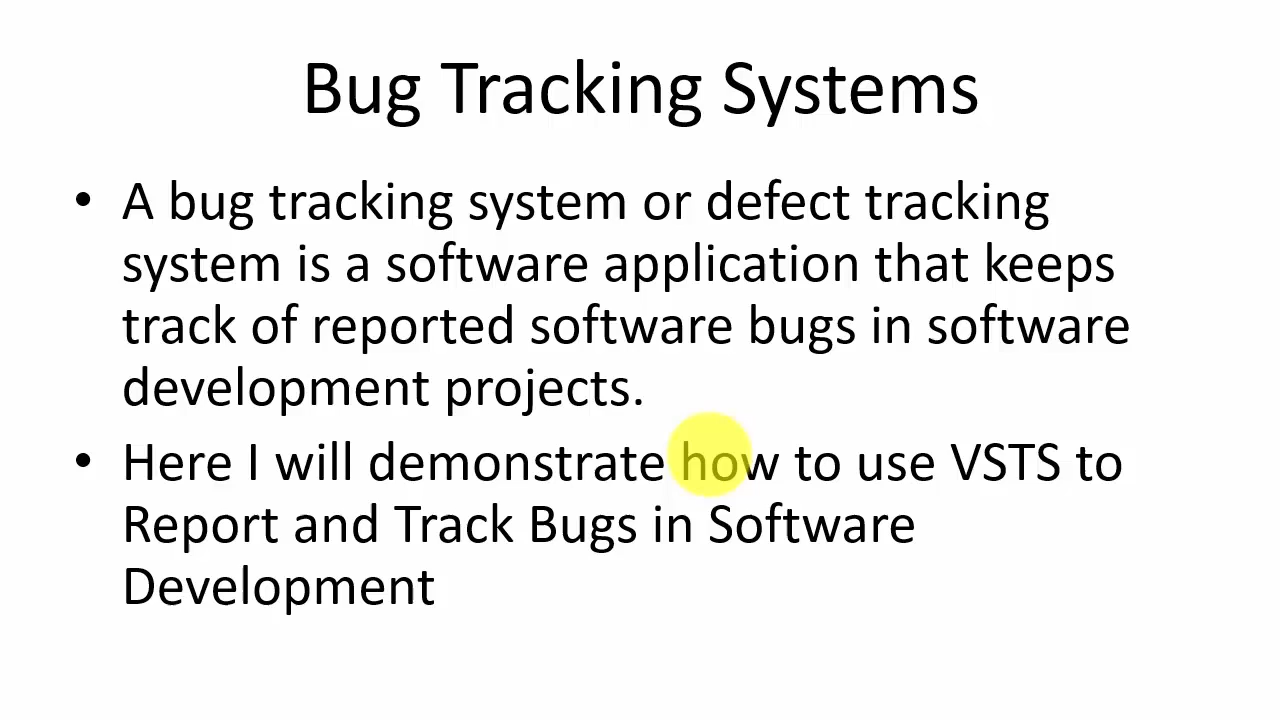 Bug Tracking Systems
• A bug tracking system or defect tracking
system is a software application that keeps
track of reported software bugs in software
development projects.
• Here I will demonstrate how to use VSTS to
Report and Track Bugs in Software
Development